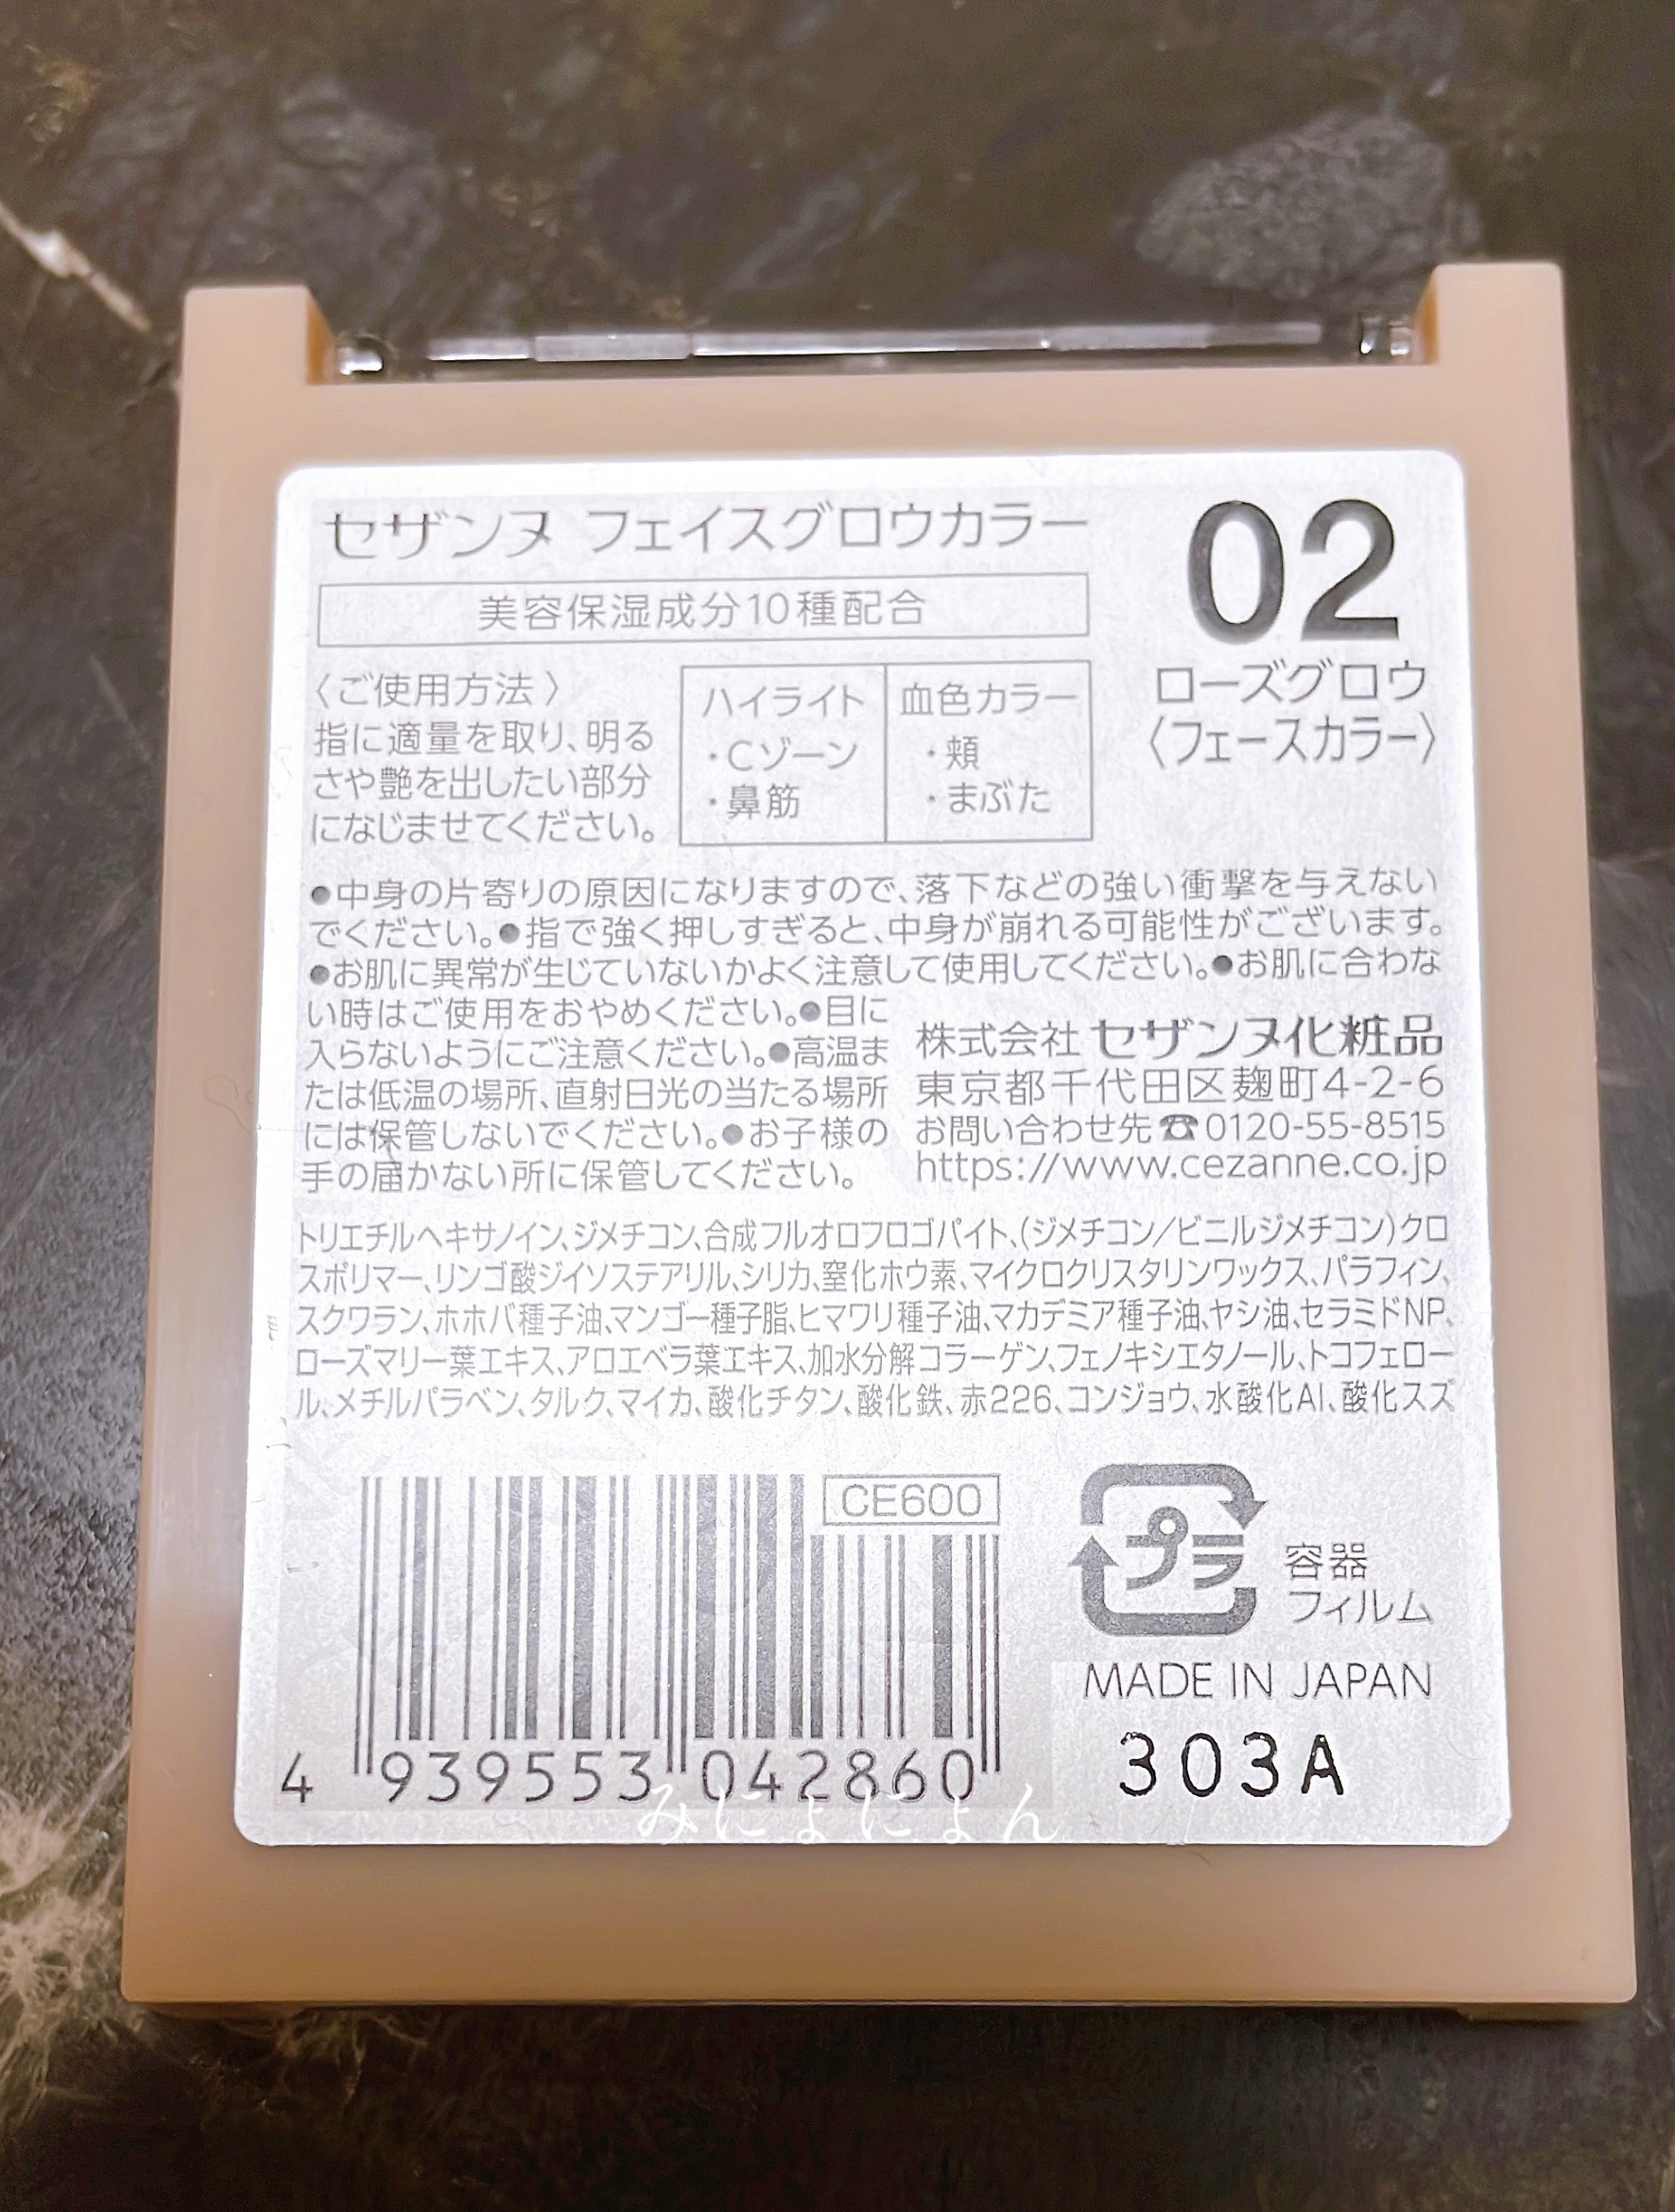 セザンヌ フェイスグロウカラー
美容保湿成分10種配合
02
ローズグロウ
〈フェースカラー〉
〈ご使用方法〉
指に適量を取り、明る
さや艶を出したい部分
になじませてください。
ハイライト
・Cゾーン
・鼻筋
血色カラー
・頬
・まぶた
●中身の片寄りの原因になりますので、落下などの強い衝撃を与えない
でください。●指で強く押しすぎると、中身が崩れる可能性がございます。
●お肌に異常が生じていないかよく注意して使用してください。●お肌に合わな
い時はご使用をおやめください。●目に
入らないようにご注意ください。●高温ま
たは低温の場所、直射日光の当たる場所
には保管しないでください。●お子様の
手の届かない所に保管してください。
株式会社 セザンヌ化粧品
東京都千代田区麹町4-2-6
お問い合わせ先☎0120-55-8515
https://www.cezanne.co.jp
トリエチルヘキサノイン、ジメチコン、合成フルオロフロゴパイト、(ジメチコン/ビニルジメチコン)クロ
スポリマー、リンゴ酸ジイソステアリル、シリカ、窒化ホウ素、マイクロクリスタリンワックス、パラフィン、
スクワラン、ホホバ種子油、マンゴー種子脂、ヒマワリ種子油、マカデミア種子油、ヤシ油、セラミドNP、
ローズマリー葉エキス、アロエベラ葉エキス、加水分解コラーゲン、フェノキシエタノール、トコフェロー
ル、メチルパラベン、タルク、マイカ、酸化チタン、酸化鉄、赤226、コンジョウ、水酸化Al、酸化スズ
CE600
4 939553 042860
プラ
容器
フィルム
MADE IN JAPAN
303A
みにょにょん